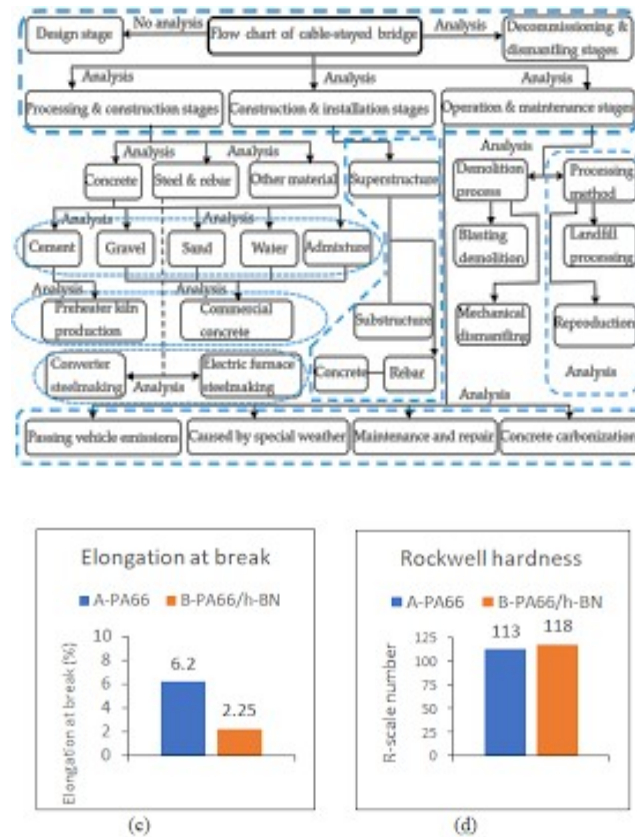 No analysis
Analysis
Design stage
Flow chart of cable-stayed bridge
Decommissioning &
dismantling stages
Analysis
Analysis
Analysis
Processing & construction stages
Construction & installation stages
Operation & maintenance stages
Analysis
Analysis
Analysis
Concrete
Steel & rebar
Other material
Superstructure
Demolition
process
Processing
method
Analysis
Analysis
Analysis
Analysis
Cement
Gravel
Sand
Water
Admixture
Blasting
demolition
Landfill
processing
Analysis
Analysis
Preheater kiln
production
Commercial
concrete
Substructure
Mechanical
dismantling
Reproduction
Converter
steelmaking
Analysis
Electric furnace
steelmaking
Concrete
Rebar
Analysis
Analysis
Passing vehicle emissions
Caused by special weather
Maintenance and repair
Concrete carbonization
Elongation at break
A-PA66
B-PA66/h-BN
Elongation at break (%)
10
8
6
4
2
0
6.2
2.25
(c)
Rockwell hardness
A-PA66
B-PA66/h-BN
R-scale number
125
100
75
50
25
0
113
118
(d)